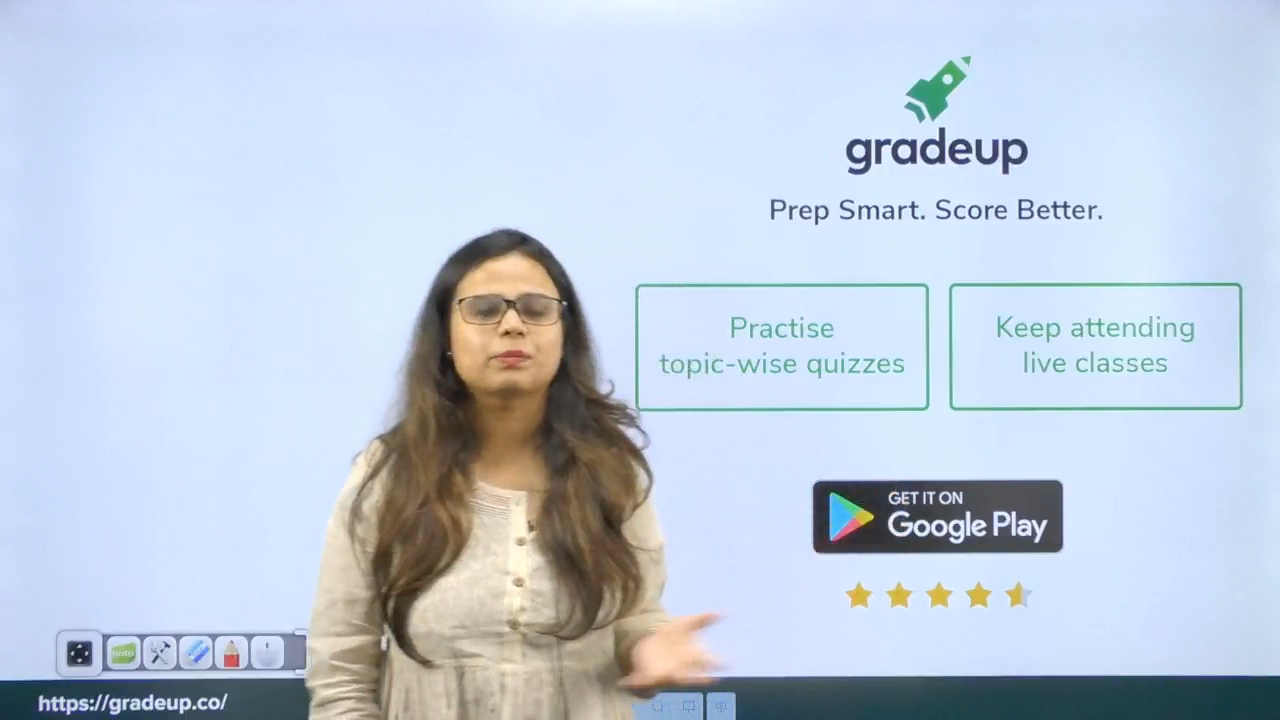 gradeup
Prep Smart. Score Better.
Practise
topic-wise quizzes
Keep attending
live classes
GET IT ON
Google Play
note
https://gradeup.co/